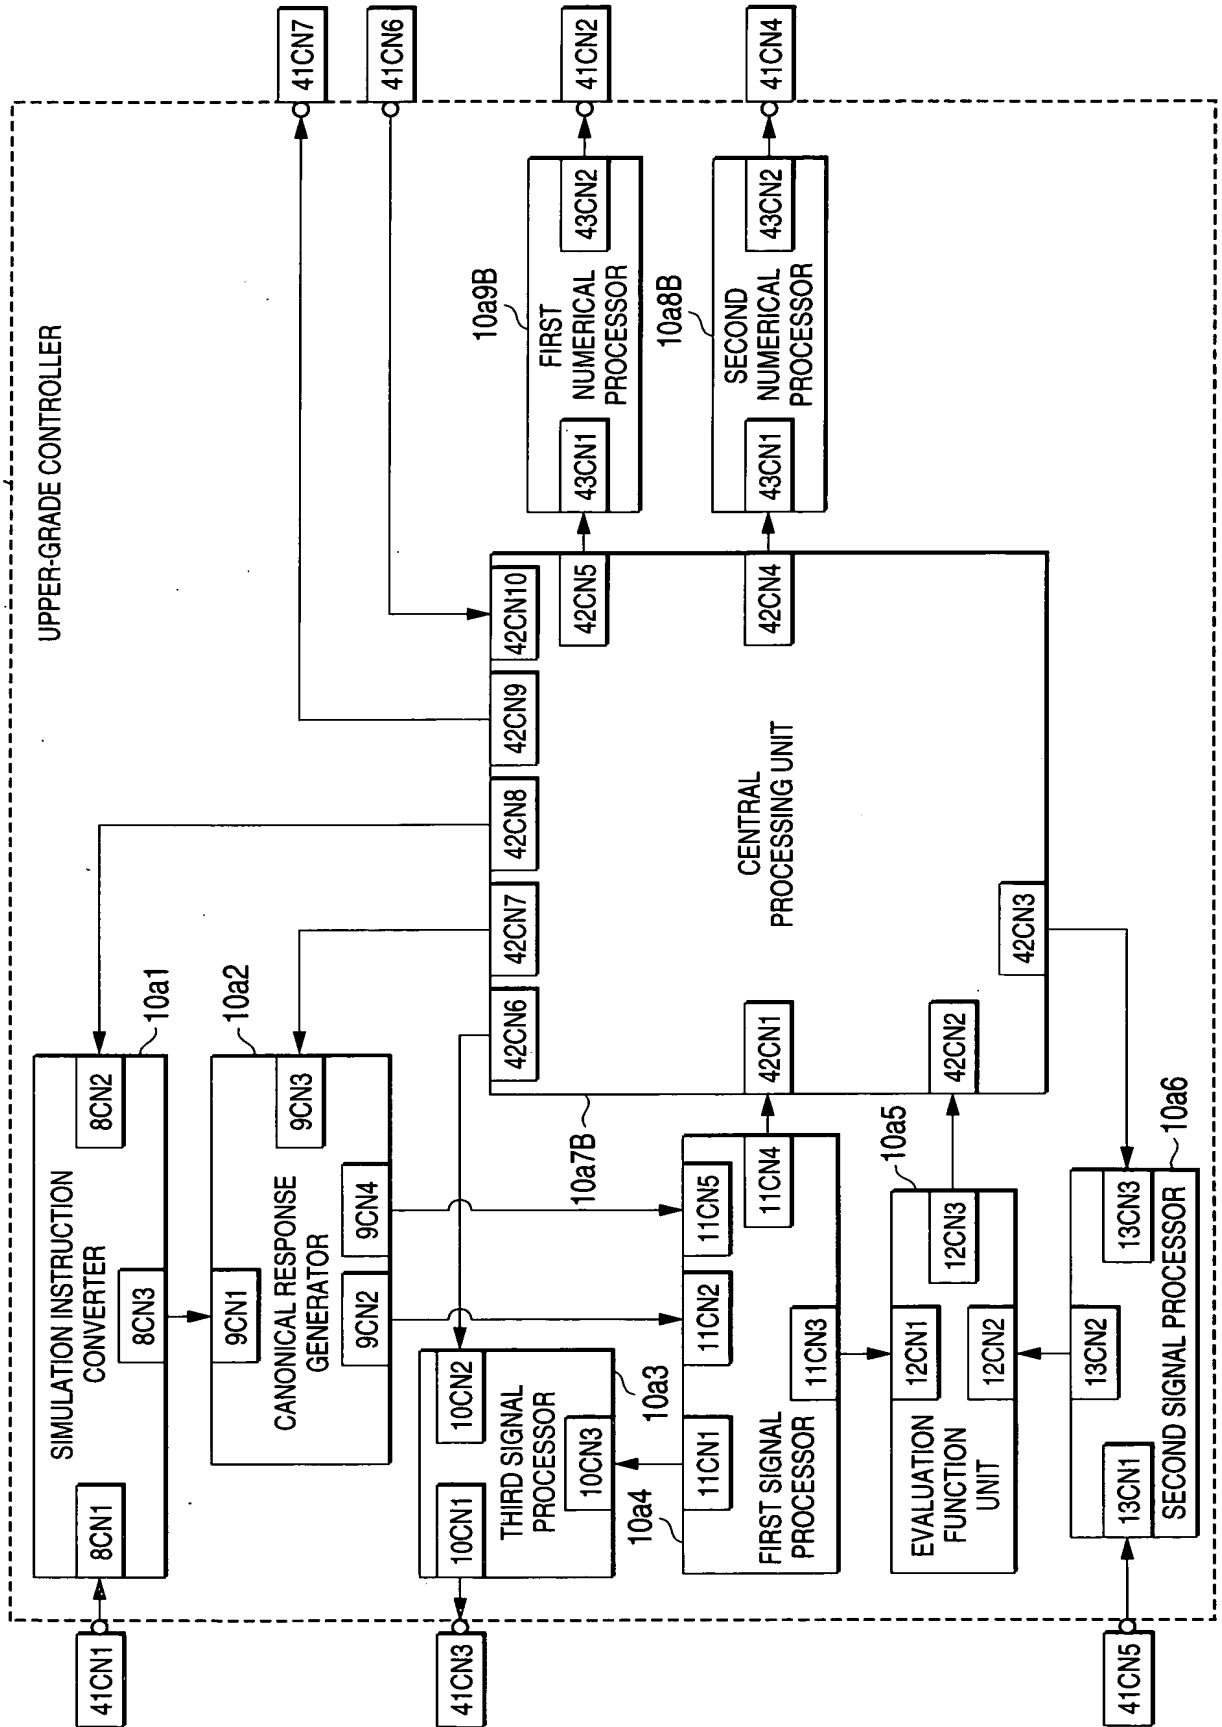 UPPER-GRADE CONTROLLER
41CN1
8CN1
SIMULATION INSTRUCTION
CONVERTER
8CN3
8CN2
10a1
9CN1
CANONICAL RESPONSE
GENERATOR
9CN2
9CN4
9CN3
10a2
41CN7
41CN6
41CN3
10CN1
THIRD SIGNAL
PROCESSOR
10CN2
10CN3
10a3
42CN6
42CN7
42CN8
42CN9
42CN10
42CN5
42CN4
42CN1
42CN2
42CN3
CENTRAL
PROCESSING UNIT
10a7B
10a9B
43CN1
FIRST
NUMERICAL
PROCESSOR
43CN2
41CN2
10a8B
43CN1
SECOND
NUMERICAL
PROCESSOR
43CN2
41CN4
10a4
11CN1
11CN2
11CN5
11CN4
11CN3
FIRST SIGNAL
PROCESSOR
10a5
12CN1
12CN3
12CN2
EVALUATION
FUNCTION
UNIT
41CN5
13CN1
13CN2
13CN3
SECOND SIGNAL PROCESSOR
10a6